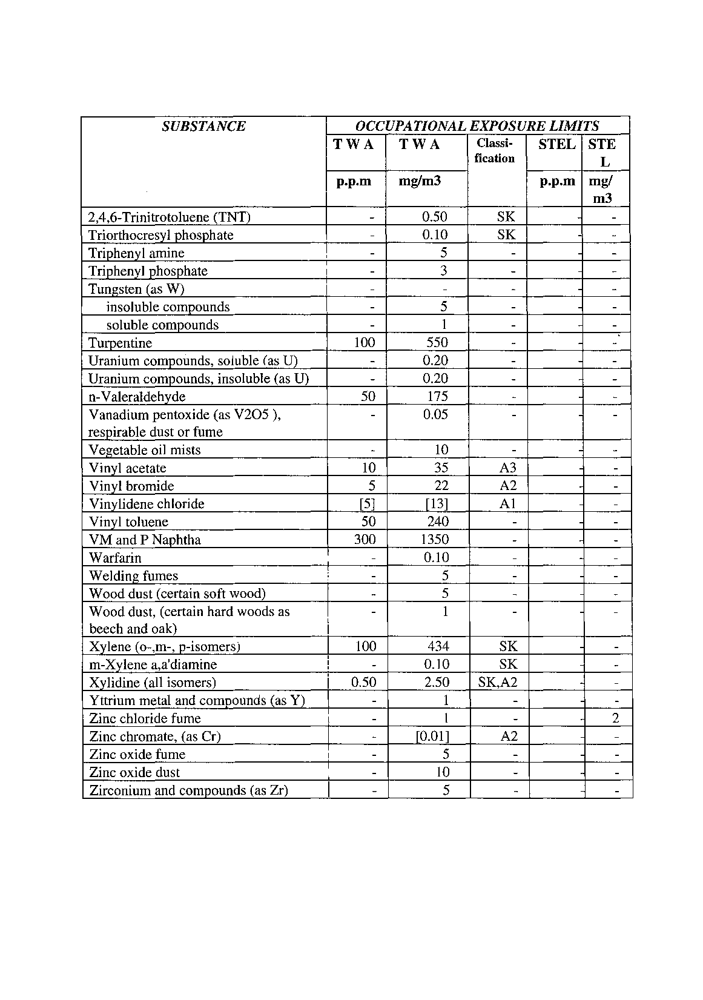 SUBSTANCE OCCUPATIONAL EXPOSURE LIMITS
T W A T W A Classi- STEL STE
fication L
p.p.m mg/m3 p.p.m mg/
m3
2,4,6-Trinitrotoluene (TNT) - 0.50 SK - -
Triorthocresyl phosphate - 0.10 SK - -
Triphenyl amine - 5 - - -
Triphenyl phosphate - 3 - - -
Tungsten (as W) - - - - -
insoluble compounds - 5 - - -
soluble compounds - 1 - - -
Turpentine 100 550 - - -
Uranium compounds, soluble (as U) - 0.20 - - -
Uranium compounds, insoluble (as U) - 0.20 - - -
n-Valeraldehyde 50 175 - - -
Vanadium pentoxide (as V2O5 ), - 0.05 - - -
respirable dust or fume
Vegetable oil mists - 10 - - -
Vinyl acetate 10 35 A3 - -
Vinyl bromide 5 22 A2 - -
Vinylidene chloride [5] [13] A1 - -
Vinyl toluene 50 240 - - -
VM and P Naphtha 300 1350 - - -
Warfarin - 0.10 - - -
Welding fumes - 5 - - -
Wood dust (certain soft wood) - 5 - - -
Wood dust, (certain hard woods as - 1 - - -
beech and oak)
Xylene (o-,m-, p-isomers) 100 434 SK - -
m-Xylene a,a'diamine - 0.10 SK - -
Xylidine (all isomers) 0.50 2.50 SK,A2 - -
Yttrium metal and compounds (as Y) - 1 - - -
Zinc chloride fume - 1 - - 2
Zinc chromate, (as Cr) - [0.01] A2 - -
Zinc oxide fume - 5 - - -
Zinc oxide dust - 10 - - -
Zirconium and compounds (as Zr) - 5 - - -